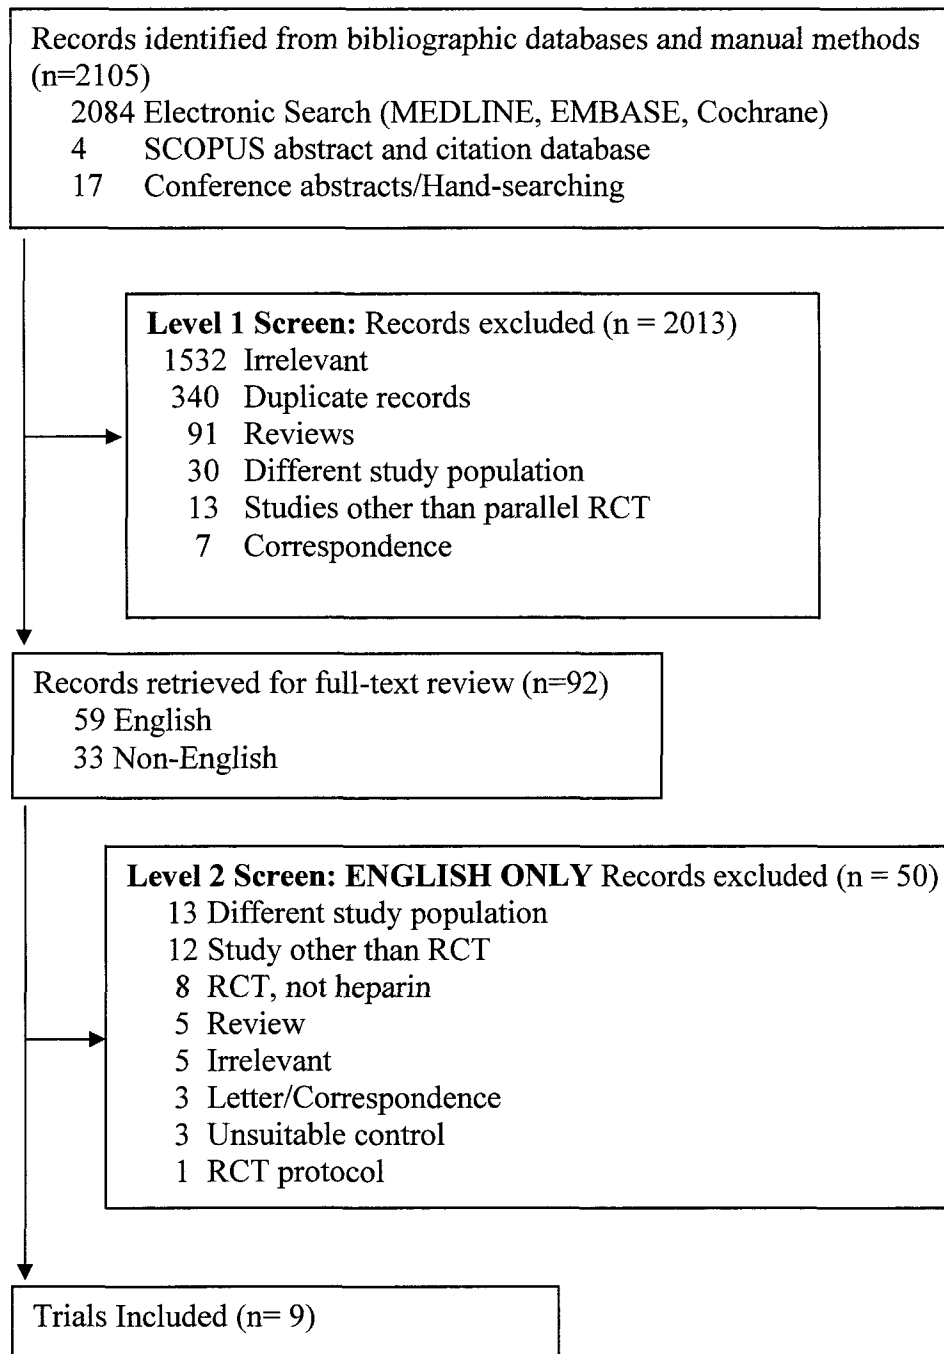 Records identified from bibliographic databases and manual methods
(n=2105)
2084 Electronic Search (MEDLINE, EMBASE, Cochrane)
4 SCOPUS abstract and citation database
17 Conference abstracts/Hand-searching
Level 1 Screen: Records excluded (n = 2013)
1532 Irrelevant
340 Duplicate records
91 Reviews
30 Different study population
13 Studies other than parallel RCT
7 Correspondence
Records retrieved for full-text review (n=92)
59 English
33 Non-English
Level 2 Screen: ENGLISH ONLY Records excluded (n = 50)
13 Different study population
12 Study other than RCT
8 RCT, not heparin
5 Review
5 Irrelevant
3 Letter/Correspondence
3 Unsuitable control
1 RCT protocol
Trials Included (n= 9)